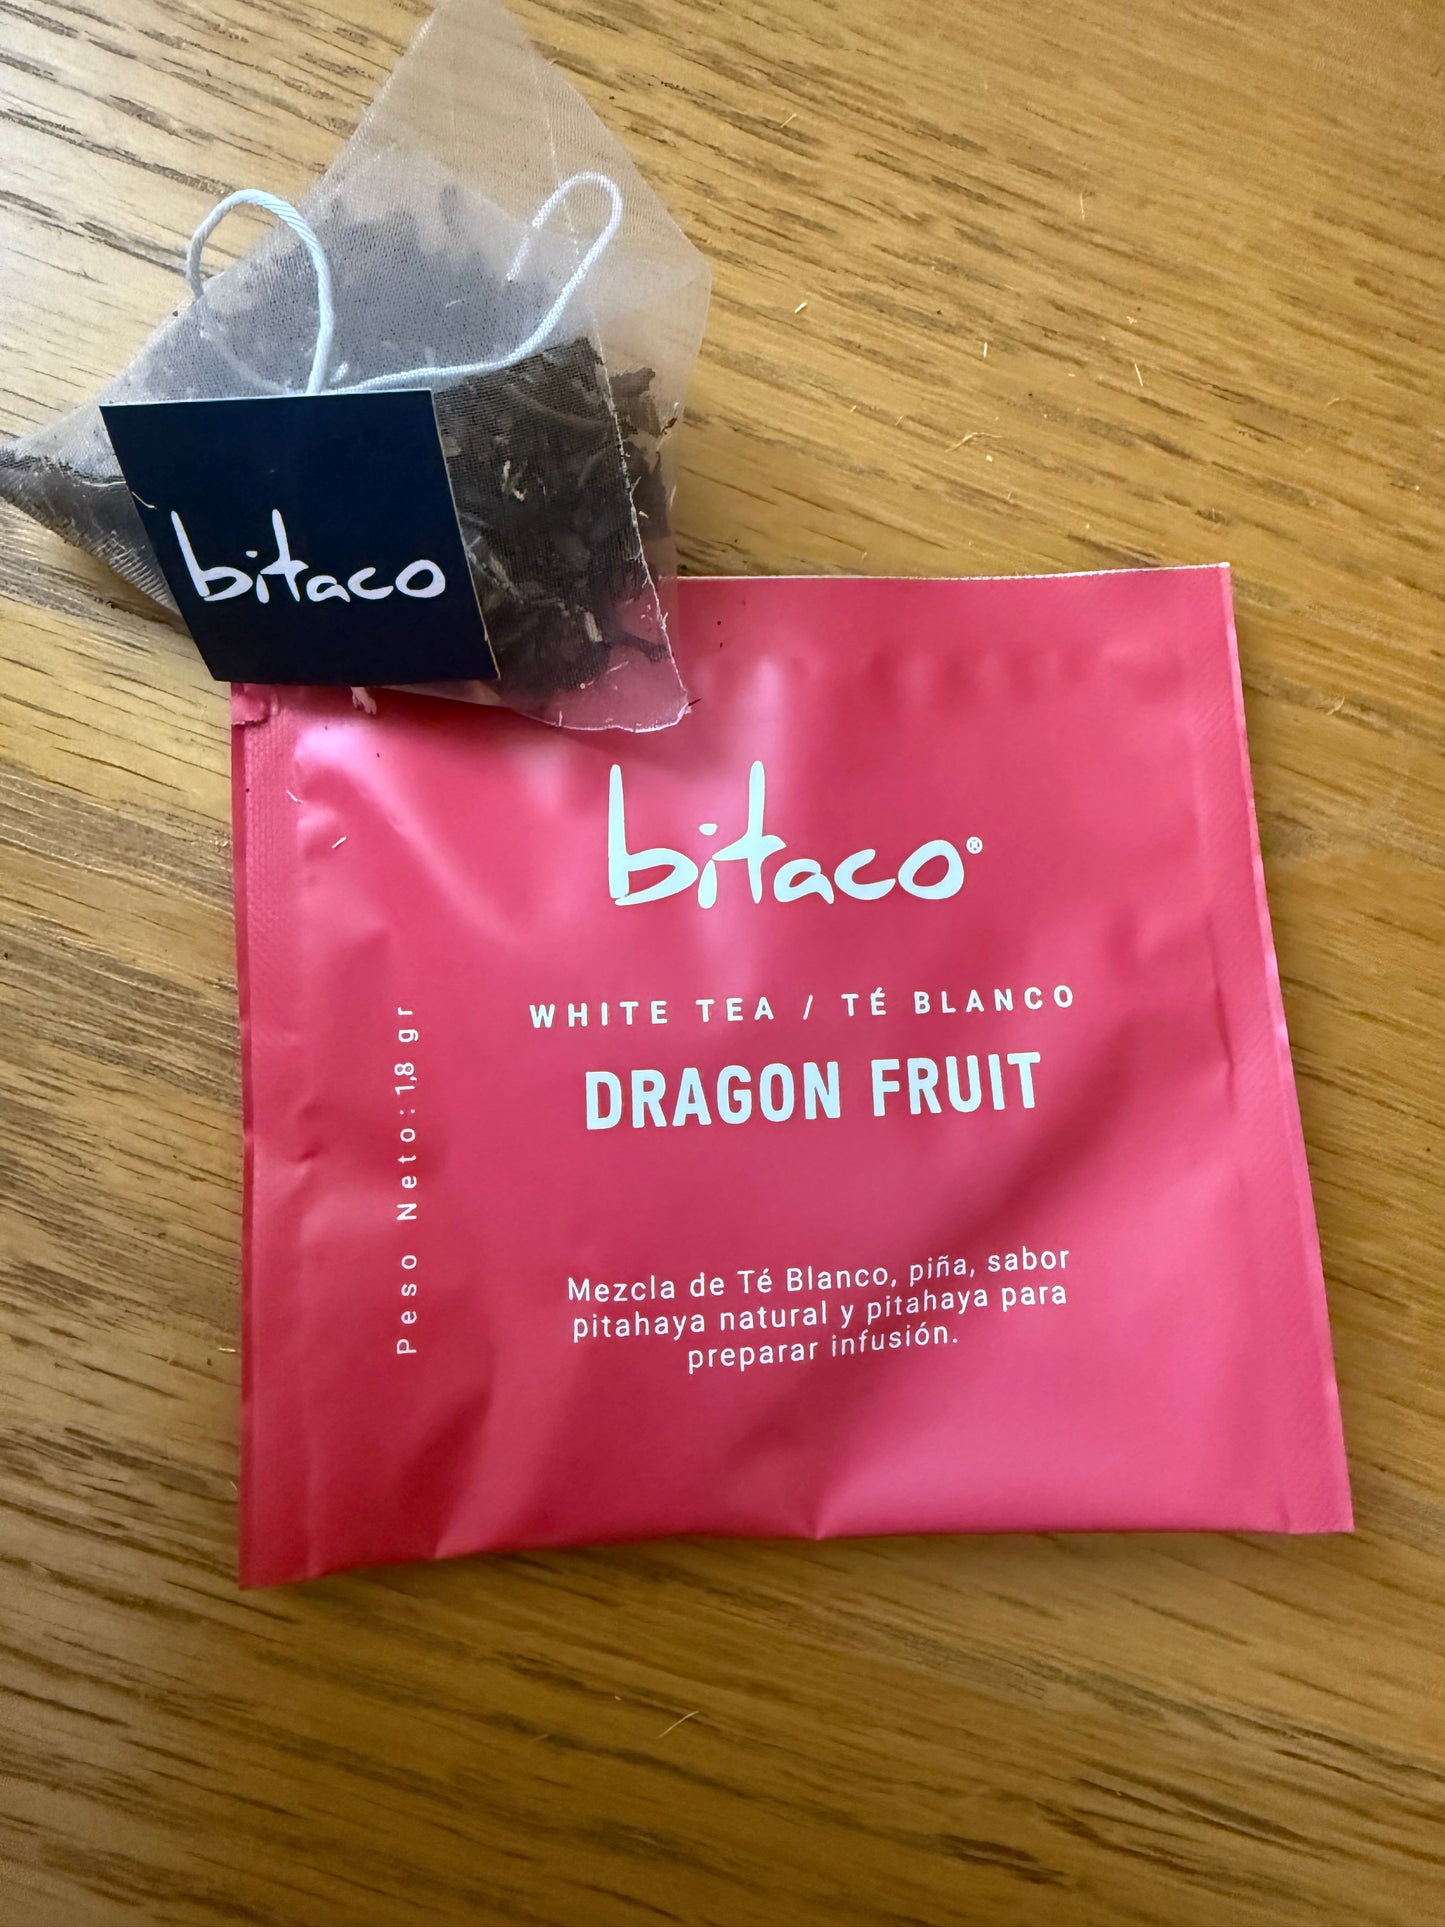 bitaco
bitaco®
WHITE TEA / TÉ BLANCO
DRAGON FRUIT
Peso Neto: 1,8 gr
Mezcla de Té Blanco, piña, sabor
pitahaya natural y pitahaya para
preparar infusión.